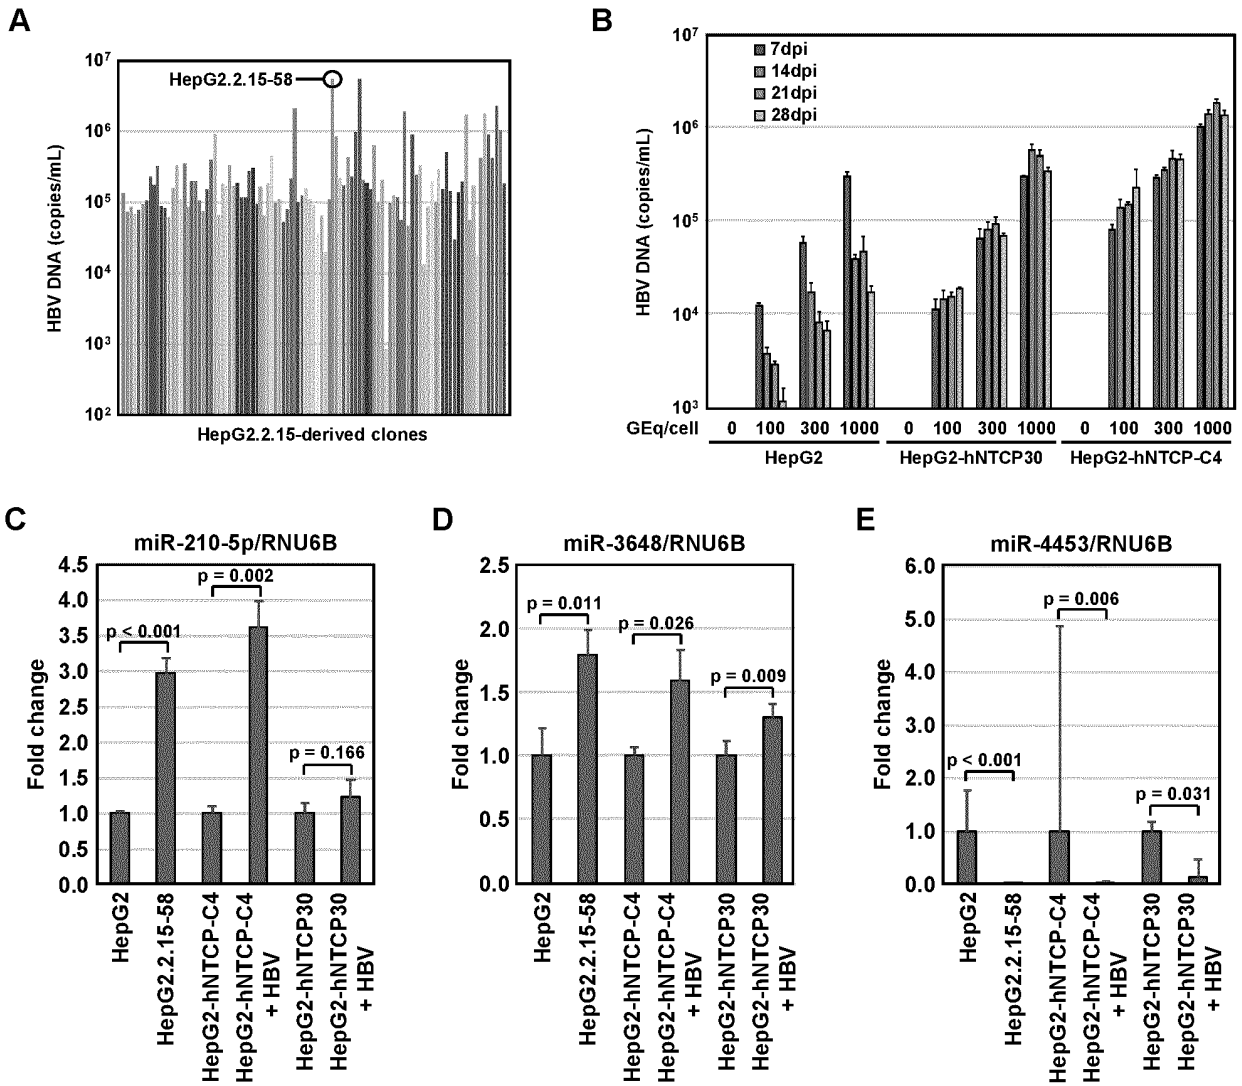 A
HBV DNA (copies/mL)
10⁷
10⁶
10⁵
10⁴
10³
10²
HepG2.2.15-58
HepG2.2.15-derived clones
B
HBV DNA (copies/mL)
10⁷
10⁶
10⁵
10⁴
10³
7dpi
14dpi
21dpi
28dpi
GEq/cell 0 100 300 1000 0 100 300 1000 0 100 300 1000
HepG2 HepG2-hNTCP30 HepG2-hNTCP-C4
C
miR-210-5p/RNU6B
Fold change
4.5
4.0
3.5
3.0
2.5
2.0
1.5
1.0
0.5
0.0
p < 0.001
p = 0.002
p = 0.166
HepG2
HepG2.2.15-58
HepG2-hNTCP-C4
HepG2-hNTCP-C4
+ HBV
HepG2-hNTCP30
HepG2-hNTCP30
+ HBV
D
miR-3648/RNU6B
Fold change
2.5
2.0
1.5
1.0
0.5
0.0
p = 0.011
p = 0.026
p = 0.009
HepG2
HepG2.2.15-58
HepG2-hNTCP-C4
HepG2-hNTCP-C4
+ HBV
HepG2-hNTCP30
HepG2-hNTCP30
+ HBV
E
miR-4453/RNU6B
Fold change
6.0
5.0
4.0
3.0
2.0
1.0
0.0
p < 0.001
p = 0.006
p = 0.031
HepG2
HepG2.2.15-58
HepG2-hNTCP-C4
HepG2-hNTCP-C4
+ HBV
HepG2-hNTCP30
HepG2-hNTCP30
+ HBV